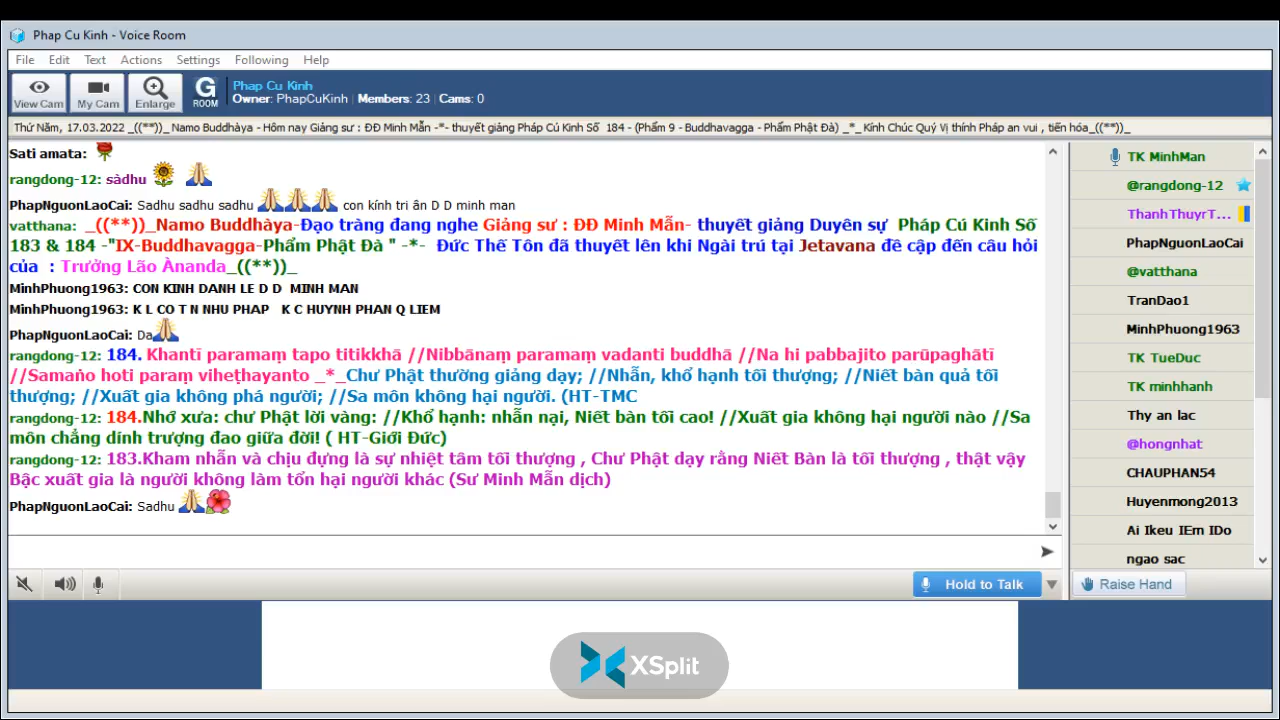 Phap Cu Kinh - Voice Room
File Edit Text Actions Settings Following Help
View Cam My Cam Enlarge G ROOM
Phap Cu Kinh
Owner: PhapCuKinh | Members: 23 | Cams: 0
Thứ Năm, 17.03.2022 _((**))_ Namo Buddhàya - Hôm nay Giảng sư : ĐĐ Minh Mẫn -*- thuyết giảng Pháp Cú Kinh Số 184 - (Phẩm 9 - Buddhavagga - Phẩm Phật Đà) _*_ Kính Chúc Quý Vị thính Pháp an vui , tiến hóa_((**))_
Sati amata:
rangdong-12: sàdhu
PhapNguonLaoCai: Sadhu sadhu sadhu con kính tri ân D D minh man
vatthana: _((**))_Namo Buddhàya-Đạo tràng đang nghe Giảng sư : ĐĐ Minh Mẫn- thuyết giảng Duyên sự Pháp Cú Kinh Số
183 & 184 -"IX-Buddhavagga-Phẩm Phật Đà " -*- Đức Thế Tôn đã thuyết lên khi Ngài trú tại Jetavana đề cập đến câu hỏi
của : Trưởng Lão Ànanda_((**))_
MinhPhuong1963: CON KINH DANH LE D D MINH MAN
MinhPhuong1963: K L CO T N NHU PHAP K C HUYNH PHAN Q LIEM
PhapNguonLaoCai: Da
rangdong-12: 184. Khantī paramaṃ tapo titikkhā //Nibbānaṃ paramaṃ vadanti buddhā //Na hi pabbajito parūpaghātī
//Samaṅo hoti paraṃ viheṭhayanto _*_Chư Phật thường giảng dạy; //Nhẫn, khổ hạnh tối thượng; //Niết bàn quả tối
thượng; //Xuất gia không phá người; //Sa môn không hại người. (HT-TMC
rangdong-12: 184.Nhớ xưa: chư Phật lời vàng: //Khổ hạnh: nhẫn nại, Niết bàn tối cao! //Xuất gia không hại người nào //Sa
môn chẳng dính trượng đao giữa đời! ( HT-Giới Đức)
rangdong-12: 183.Kham nhẫn và chịu đựng là sự nhiệt tâm tối thượng , Chư Phật dạy rằng Niết Bàn là tối thượng , thật vậy
Bậc xuất gia là người không làm tổn hại người khác (Sư Minh Mẫn dịch)
PhapNguonLaoCai: Sadhu
TK MinhMan
@rangdong-12
ThanhThuyrT...
PhapNguonLaoCai
@vatthana
TranDao1
MinhPhuong1963
TK TueDuc
TK minhhanh
Thy an lac
@hongnhat
CHAUPHAN54
Huyenmong2013
Ai Ikeu IEm IDo
ngao sac
Hold to Talk
Raise Hand
XSplit